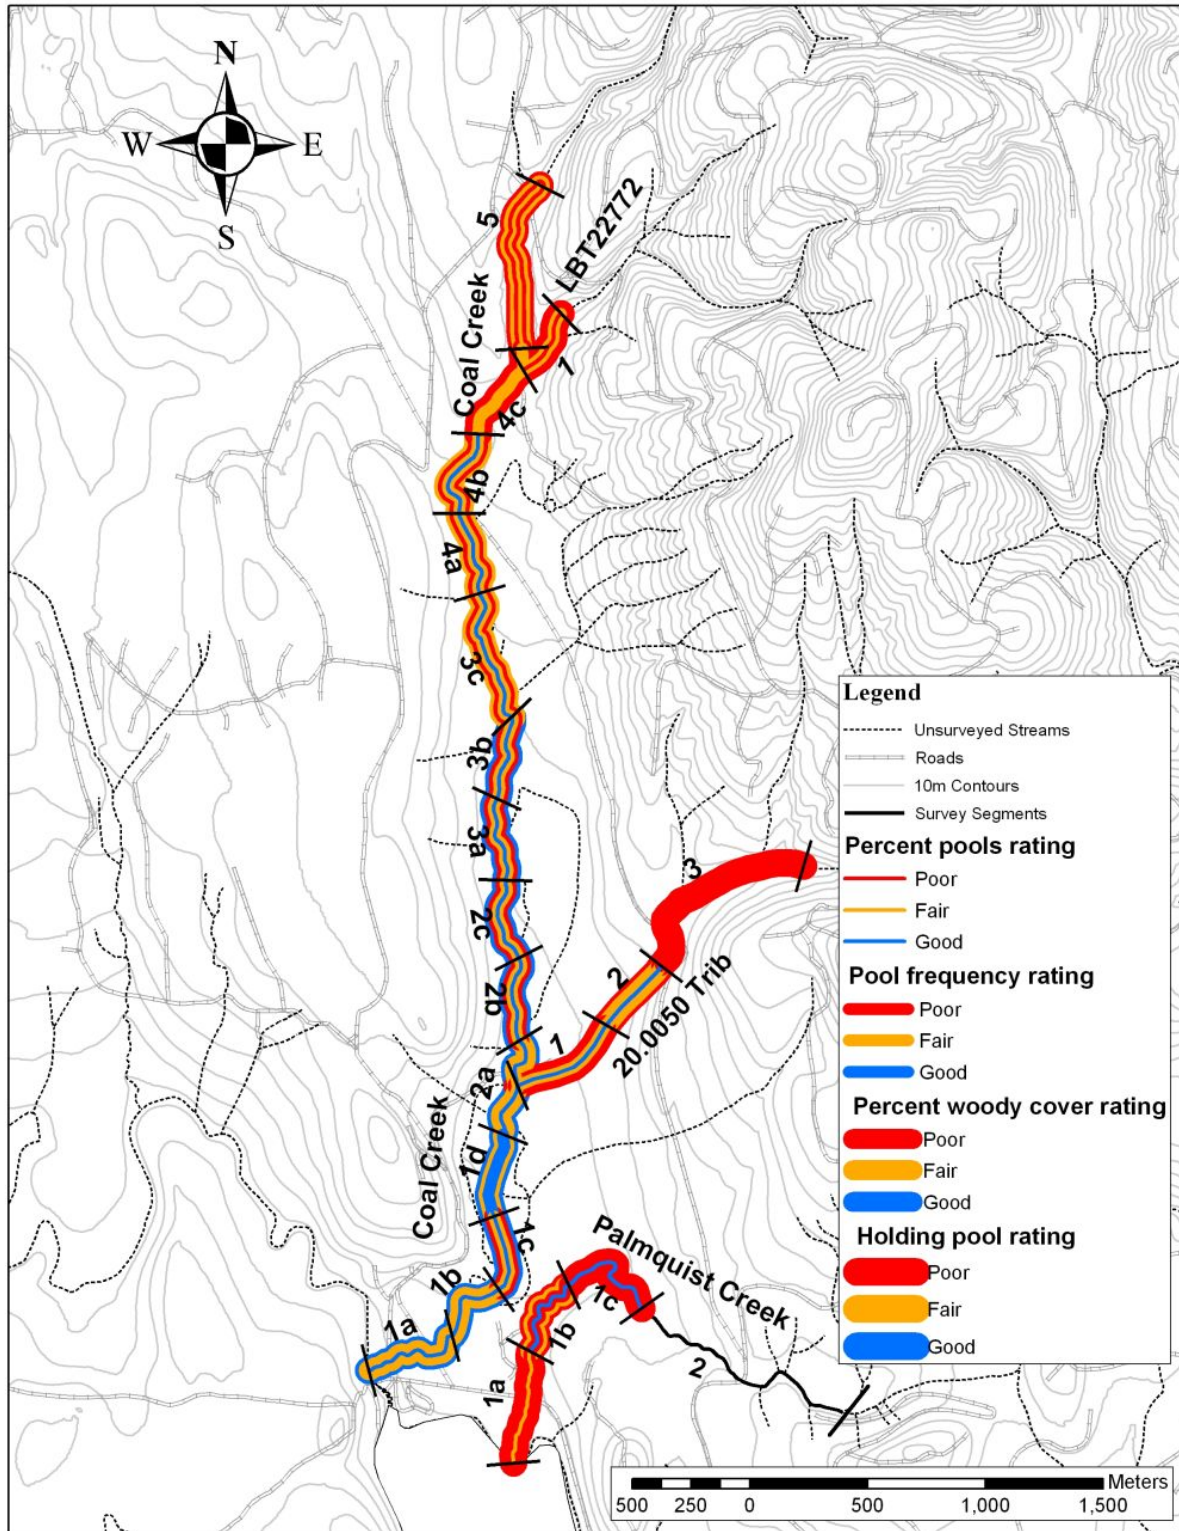 N
W
E
S
5
LBT22772
Coal Creek
1
4c
4b
4a
3c
3b
3a
2c
2b
3
2
20.0050 Trib
1
2a
Coal Creek
1d
1c
1b
1a
Palmquist Creek
1c
1b
1a
2
Legend
Unsurveyed Streams
Roads
10m Contours
Survey Segments
Percent pools rating
Poor
Fair
Good
Pool frequency rating
Poor
Fair
Good
Percent woody cover rating
Poor
Fair
Good
Holding pool rating
Poor
Fair
Good
Meters
500 250 0 500 1,000 1,500